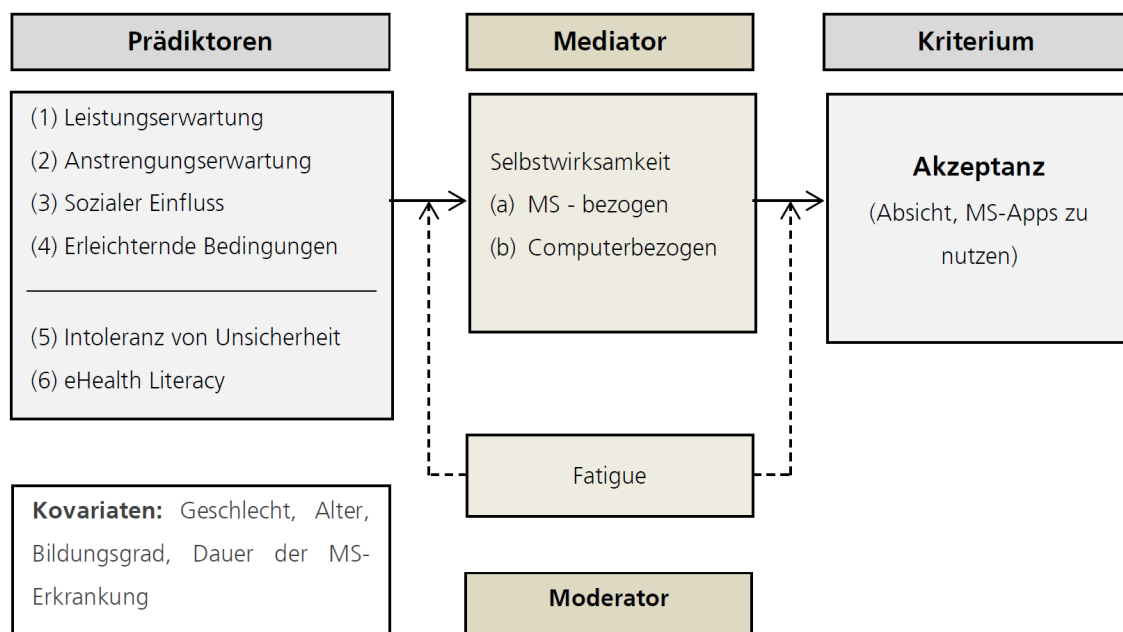 Prädiktoren
(1) Leistungserwartung
(2) Anstrengungserwartung
(3) Sozialer Einfluss
(4) Erleichternde Bedingungen
(5) Intoleranz von Unsicherheit
(6) eHealth Literacy
Kovariaten: Geschlecht, Alter,
Bildungsgrad, Dauer der MS-
Erkrankung
Mediator
Selbstwirksamkeit
(a) MS - bezogen
(b) Computerbezogen
Fatigue
Moderator
Kriterium
Akzeptanz
(Absicht, MS-Apps zu
nutzen)